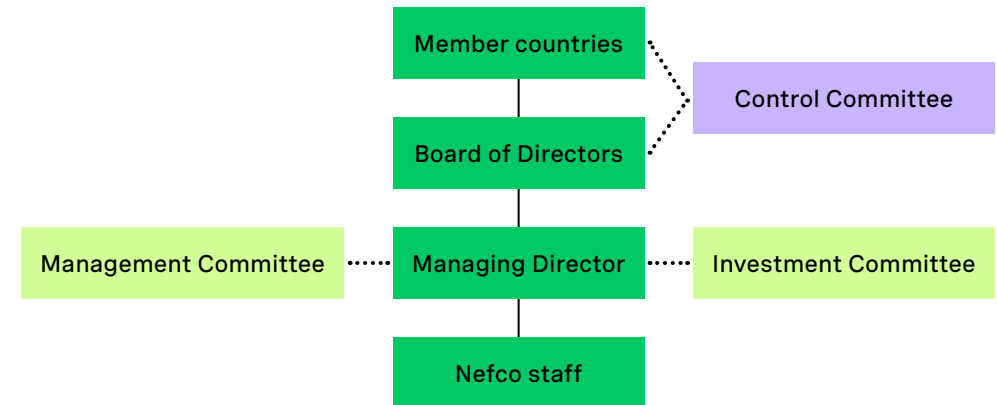 Member countries
Control Committee
Board of Directors
Management Committee
Managing Director
Investment Committee
Nefco staff